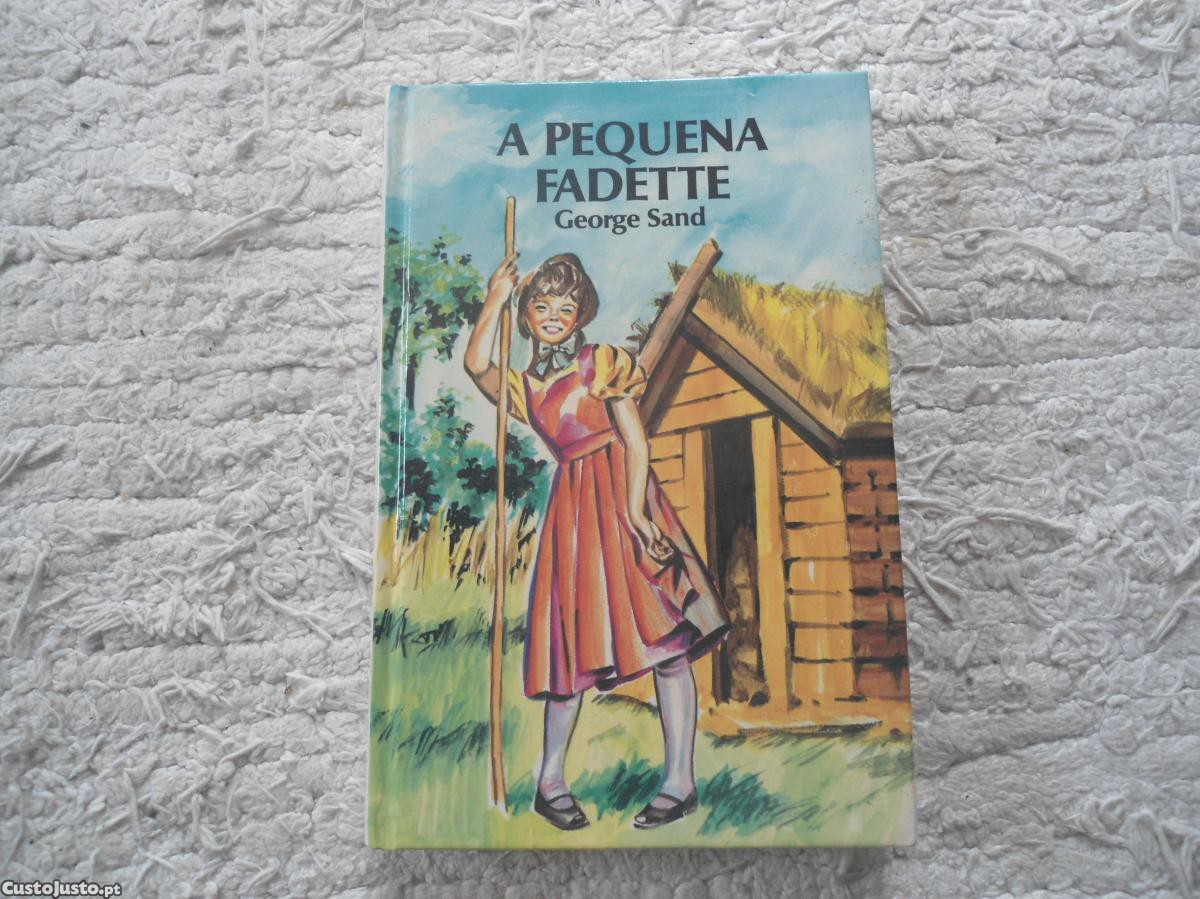 A PEQUENA
FADETTE
George Sand
CustoJusto.pt